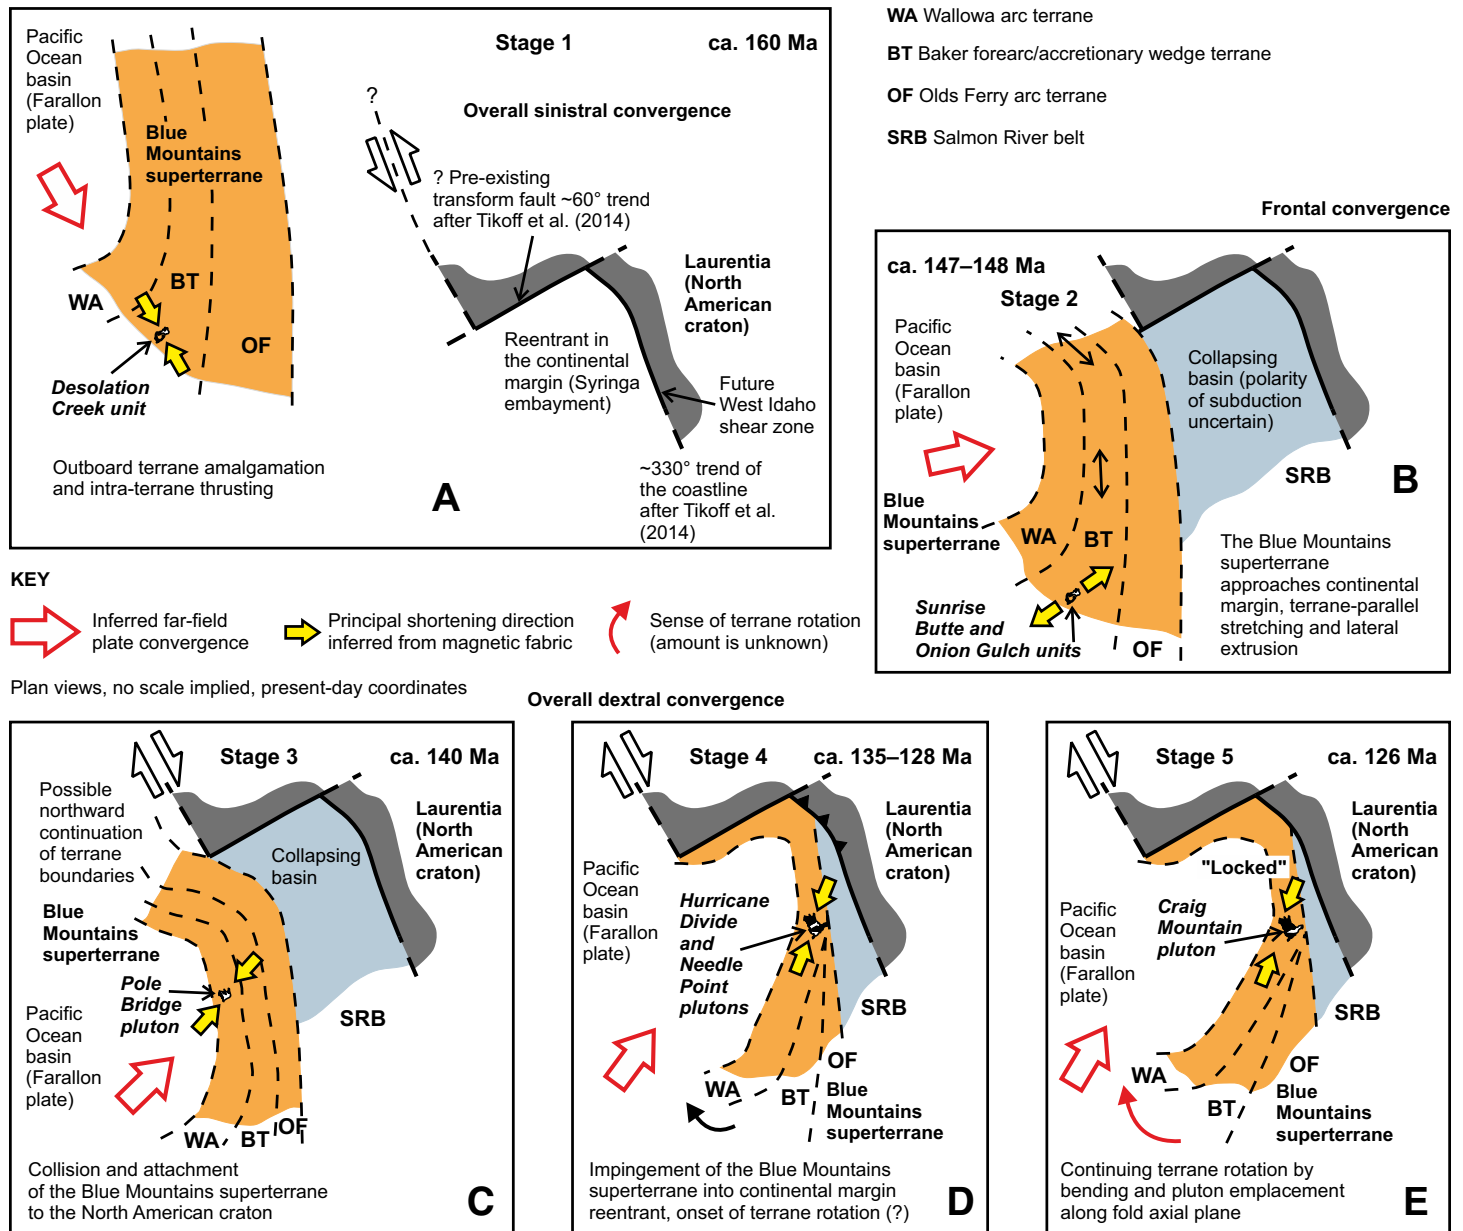 Pacific
Ocean
basin
(Farallon
plate)
Stage 1
ca. 160 Ma
Blue
Mountains
superterrane
?
Overall sinistral convergence
? Pre-existing
transform fault ~60° trend
after Tikoff et al. (2014)
Laurentia
(North
American
craton)
WA
BT
OF
Desolation
Creek unit
Reentrant in
the continental
margin (Syringa
embayment)
Future
West Idaho
shear zone
~330° trend of
the coastline
after Tikoff et al.
(2014)
Outboard terrane amalgamation
and intra-terrane thrusting
A
WA Wallowa arc terrane
BT Baker forearc/accretionary wedge terrane
OF Olds Ferry arc terrane
SRB Salmon River belt
Frontal convergence
ca. 147–148 Ma
Stage 2
Pacific
Ocean
basin
(Farallon
plate)
Collapsing
basin (polarity
of subduction
uncertain)
SRB
B
Blue
Mountains
superterrane
WA
BT
Sunrise
Butte and
Onion Gulch units
OF
The Blue Mountains
superterrane
approaches continental
margin, terrane-parallel
stretching and lateral
extrusion
KEY
Inferred far-field
plate convergence
Principal shortening direction
inferred from magnetic fabric
Sense of terrane rotation
(amount is unknown)
Plan views, no scale implied, present-day coordinates
Overall dextral convergence
Stage 3
ca. 140 Ma
Possible
northward
continuation
of terrane
boundaries
Laurentia
(North
American
craton)
Collapsing
basin
Blue
Mountains
superterrane
Pole
Bridge
pluton
SRB
Pacific
Ocean
basin
(Farallon
plate)
WA
BT
OF
Collision and attachment
of the Blue Mountains superterrane
to the North American craton
C
Stage 4
ca. 135–128 Ma
Laurentia
(North
American
craton)
Pacific
Ocean
basin
(Farallon
plate)
Hurricane
Divide
and
Needle
Point
plutons
SRB
OF
WA
BT
Blue
Mountains
superterrane
Impingement of the Blue Mountains
superterrane into continental margin
reentrant, onset of terrane rotation (?)
D
Stage 5
ca. 126 Ma
Laurentia
(North
American
craton)
"Locked"
Craig
Mountain
pluton
Pacific
Ocean
basin
(Farallon
plate)
SRB
OF
WA
BT
Blue
Mountains
superterrane
Continuing terrane rotation by
bending and pluton emplacement
along fold axial plane
E